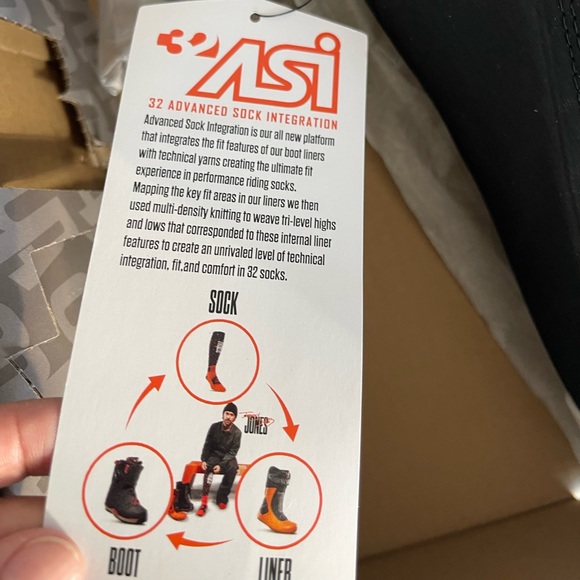 32 ASi
32 ADVANCED SOCK INTEGRATION
Advanced Sock Integration is our all new platform
that integrates the fit features of our boot liners
with technical yarns creating the ultimate fit
experience in performance riding socks.
Mapping the key fit areas in our liners we then
used multi-density knitting to weave tri-level highs
and lows that corresponded to these internal liner
features to create an unrivaled level of technical
integration, fit,and comfort in 32 socks.
SOCK
JONES
BOOT
LINER